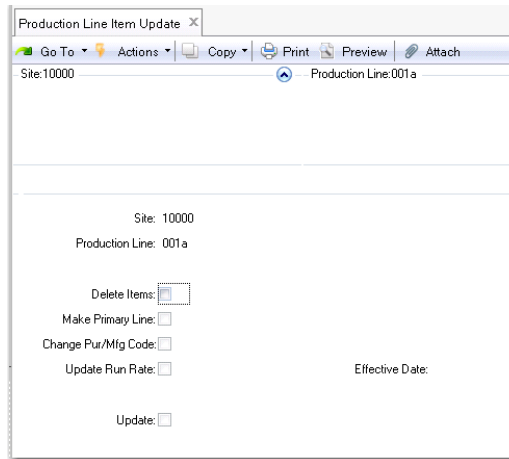 Production Line Item Update
Go To Actions Copy Print Preview Attach
Site:10000 Production Line:001a
Site: 10000
Production Line: 001a
Delete Items:
Make Primary Line:
Change Pur/Mfg Code:
Update Run Rate: Effective Date:
Update: